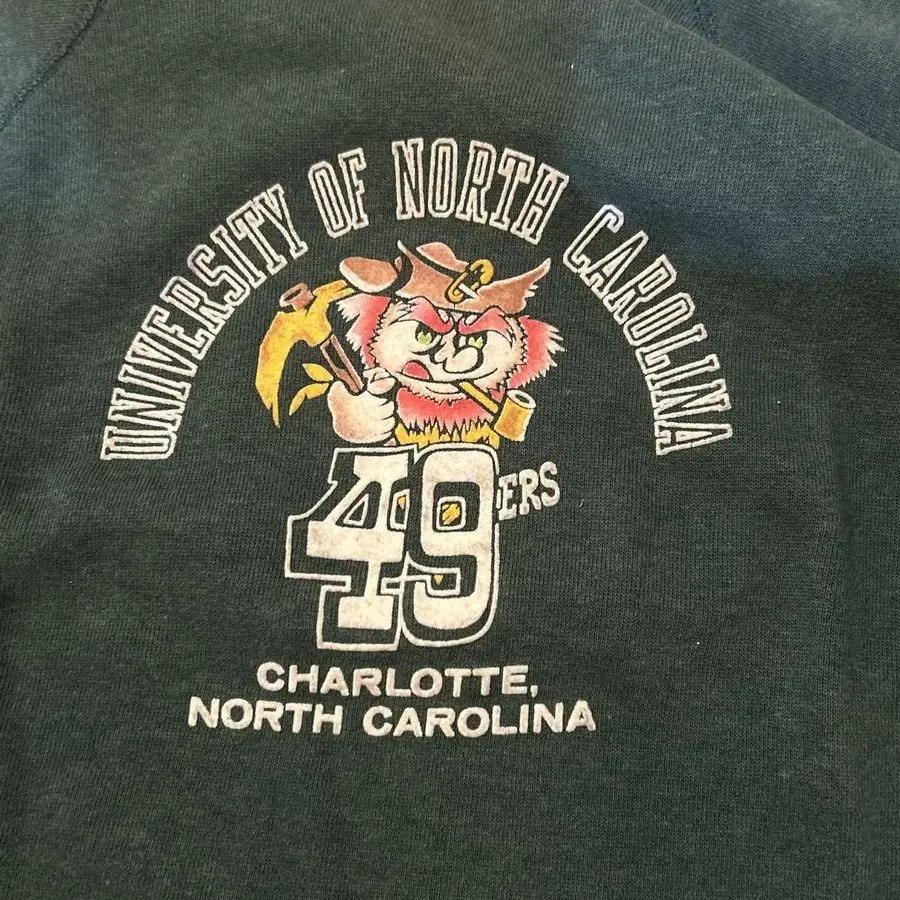 UNIVERSITY OF NORTH CAROLINA
49ERS
CHARLOTTE,
NORTH CAROLINA